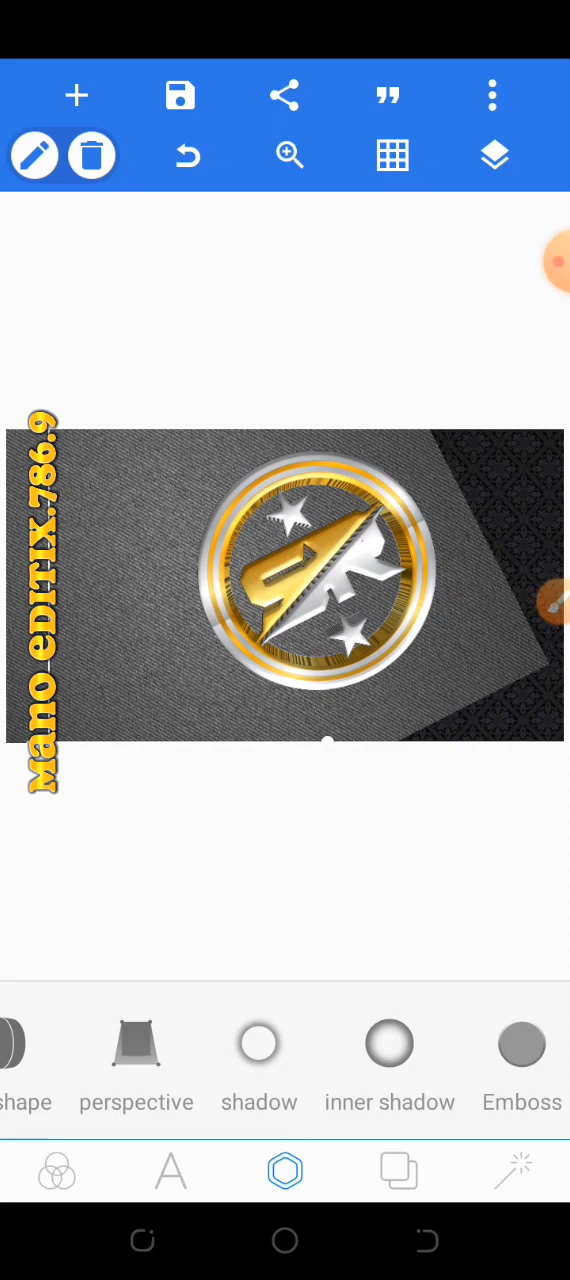 Mano editix.786.9
shape
perspective
shadow
inner shadow
Emboss